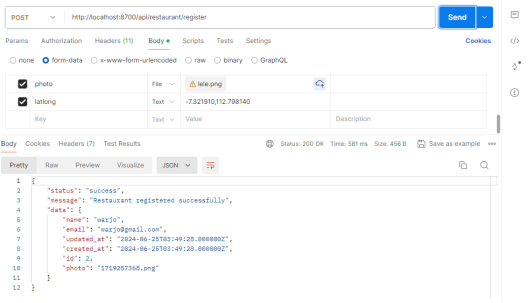 POST http://localhost:8700/api/restaurant/register Send
Params Authorization Headers (11) Body Scripts Tests Settings Cookies
none form-data x-www-form-urlencoded raw binary GraphQL
photo File lele.png
latlong Text -7.321910,112.798140
Key Text Value Description
Body Cookies Headers (7) Test Results Status: 200 OK Time: 581 ms Size: 456 B Save as example
Pretty Raw Preview Visualize JSON
1 {
2 "status": "success",
3 "message": "Restaurant registered successfully",
4 "data": {
5 "name": "warjo",
6 "email": "warjo@gmail.com",
7 "updated_at": "2024-06-25T03:49:28.000000Z",
8 "created_at": "2024-06-25T03:49:28.000000Z",
9 "id": 2,
10 "photo": "1719287368.png"
11 }
12 }